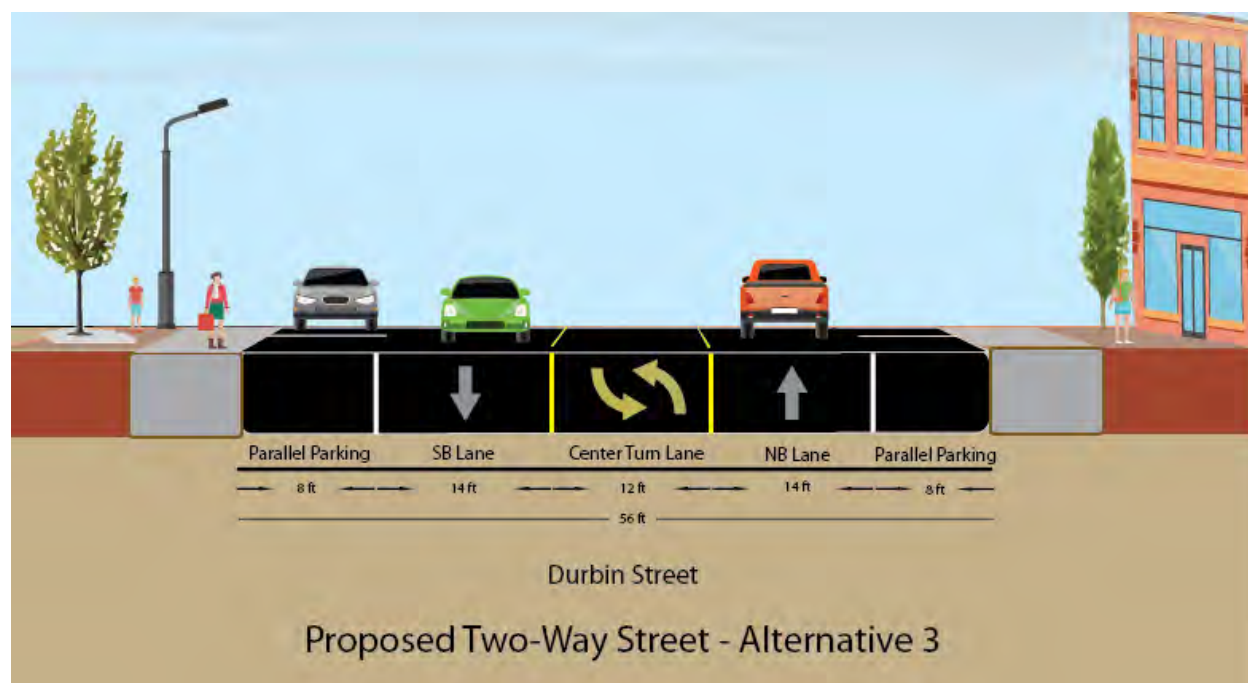 Parallel Parking SB Lane Center Turn Lane NB Lane Parallel Parking
8 ft 14 ft 12 ft 14 ft 8 ft
56 ft
Durbin Street
Proposed Two-Way Street - Alternative 3